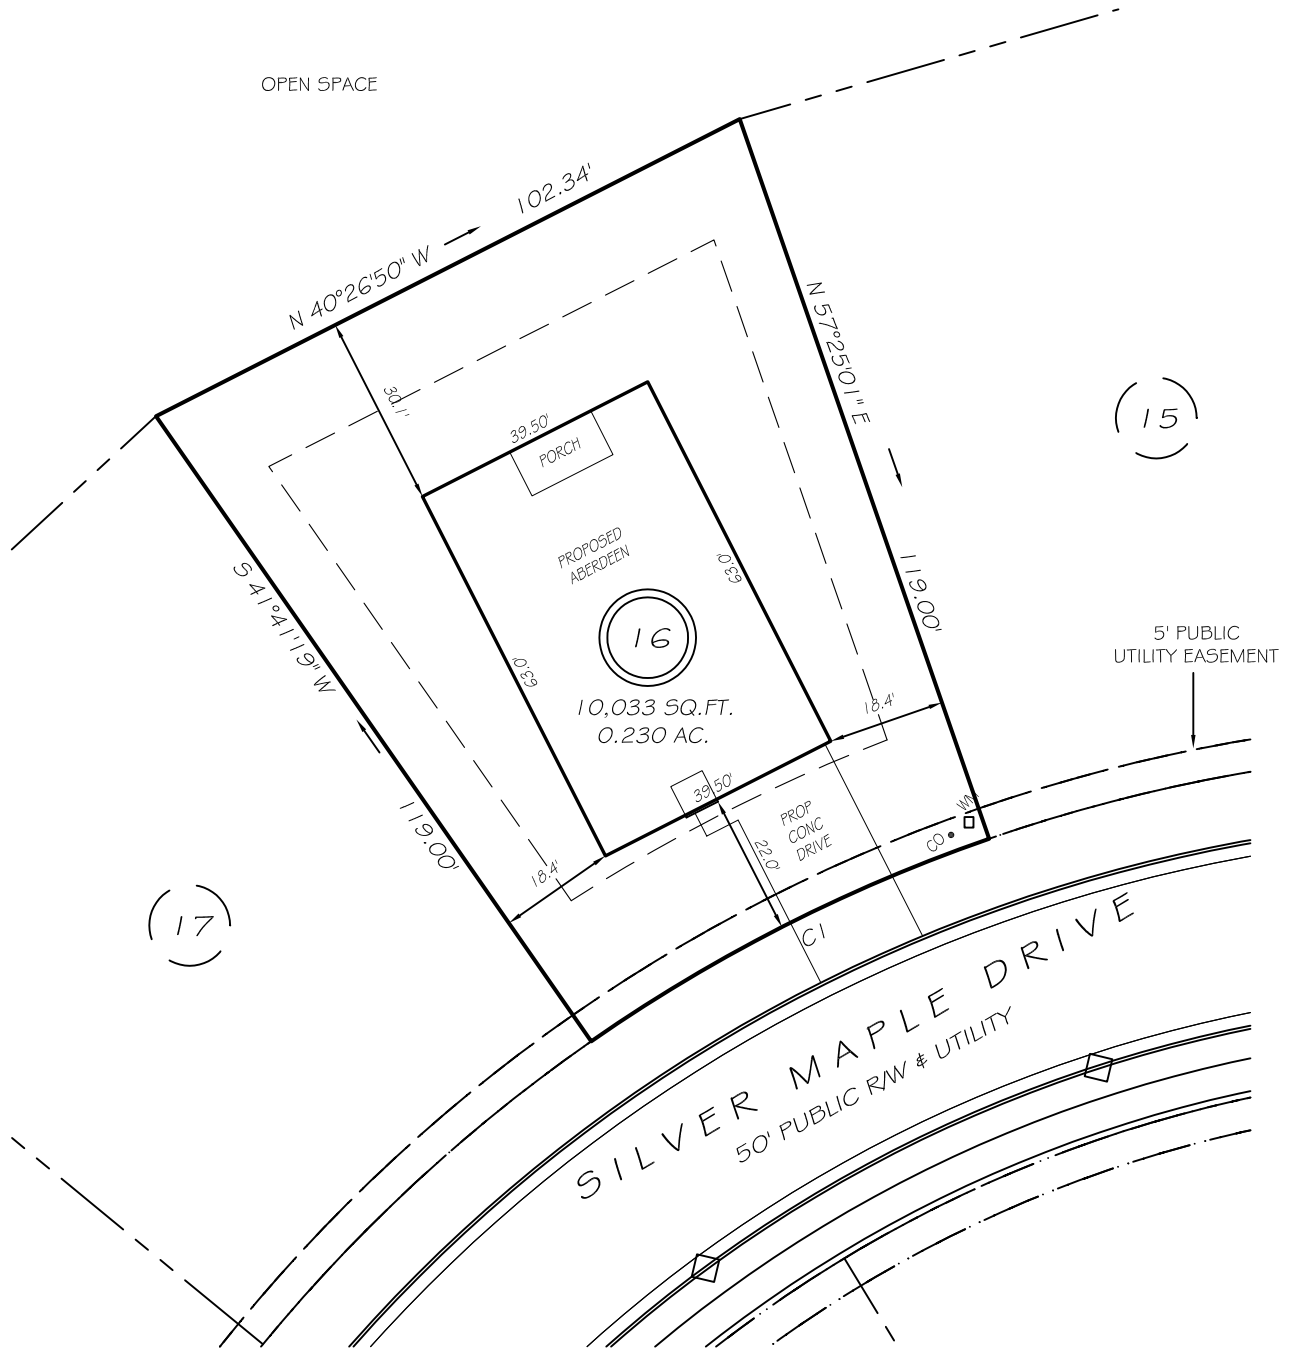 OPEN SPACE
N 40°26'50" W
102.34'
N 57°25'01" E
119.00'
S 41°41'19" W
119.00'
30.1'
39.50'
PORCH
PROPOSED
ABERDEEN
63.0'
63.0'
16
10,033 SQ.FT.
0.230 AC.
15
17
5' PUBLIC
UTILITY EASEMENT
18.4'
18.4'
39.50'
PROP
CONC
DRIVE
22.0'
WM
CO
C1
SILVER MAPLE DRIVE
50' PUBLIC R/W & UTILITY